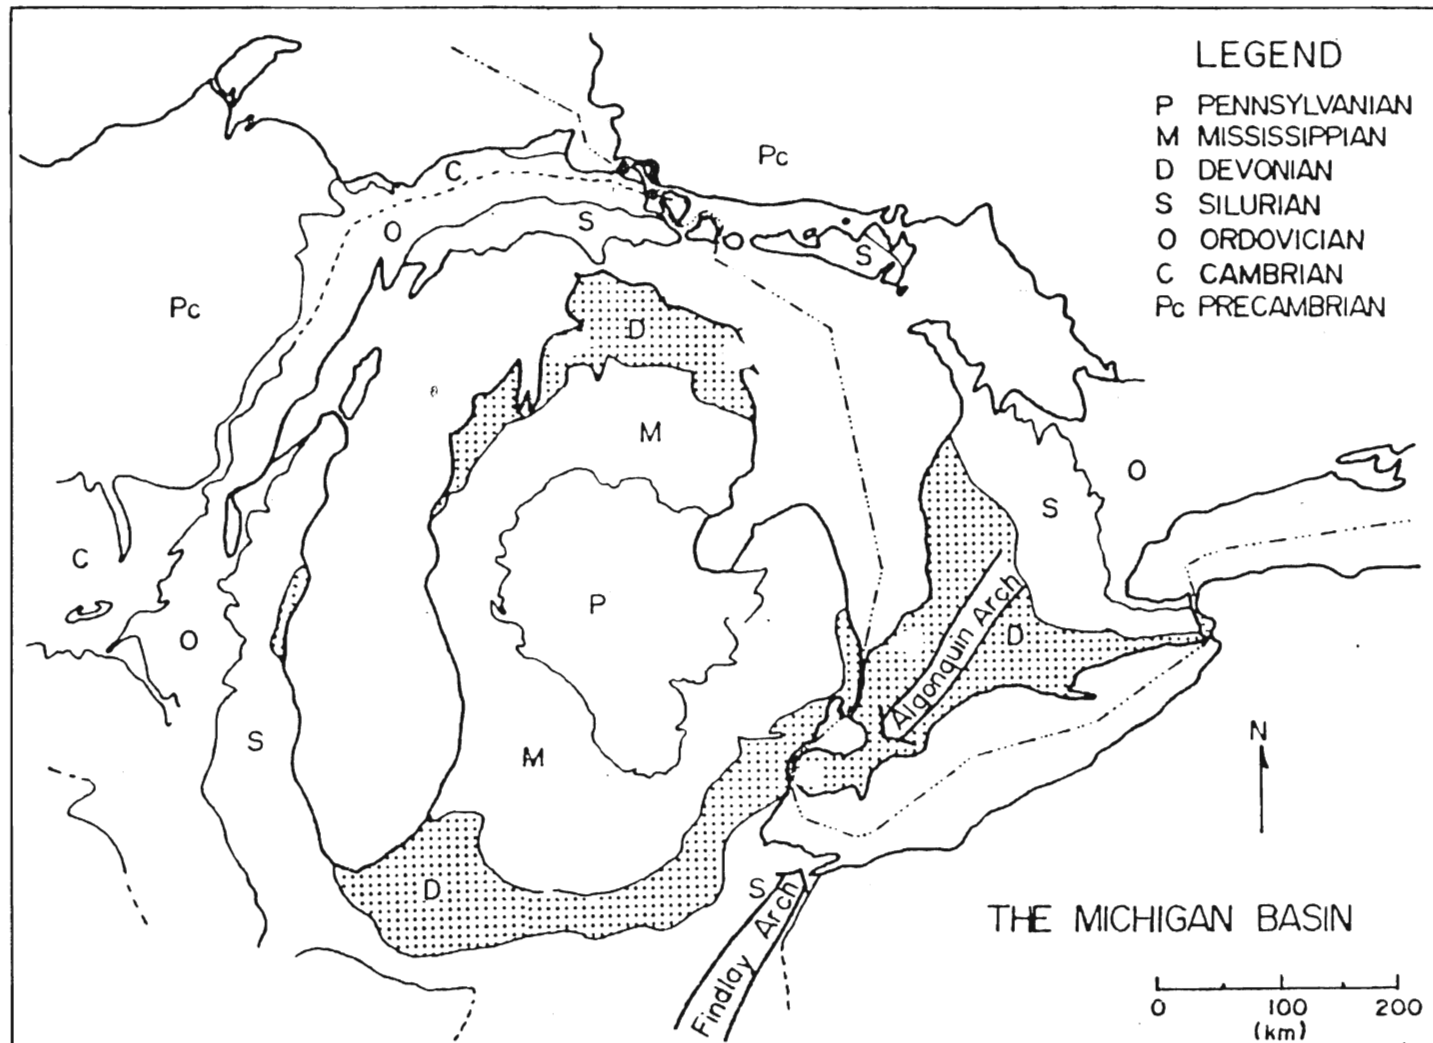 LEGEND
P PENNSYLVANIAN
M MISSISSIPPIAN
D DEVONIAN
S SILURIAN
O ORDOVICIAN
C CAMBRIAN
Pc PRECAMBRIAN
Pc
C
S
O
O
S
Pc
D
M
O
S
C
P
O
D
Algonquin Arch
S
M
N
D
S
Findlay Arch
THE MICHIGAN BASIN
0 100 200
(km)